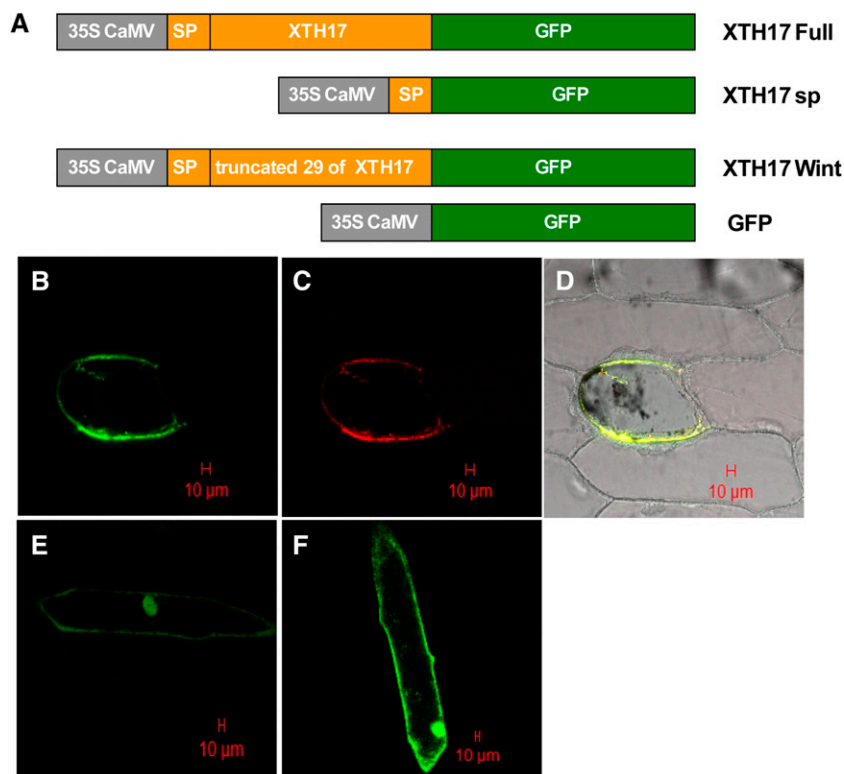 A
35S CaMV SP XTH17 GFP XTH17 Full
35S CaMV SP GFP XTH17 sp
35S CaMV SP truncated 29 of XTH17 GFP XTH17 Wint
35S CaMV GFP GFP
B C D
10 µm 10 µm 10 µm
E F
10 µm 10 µm